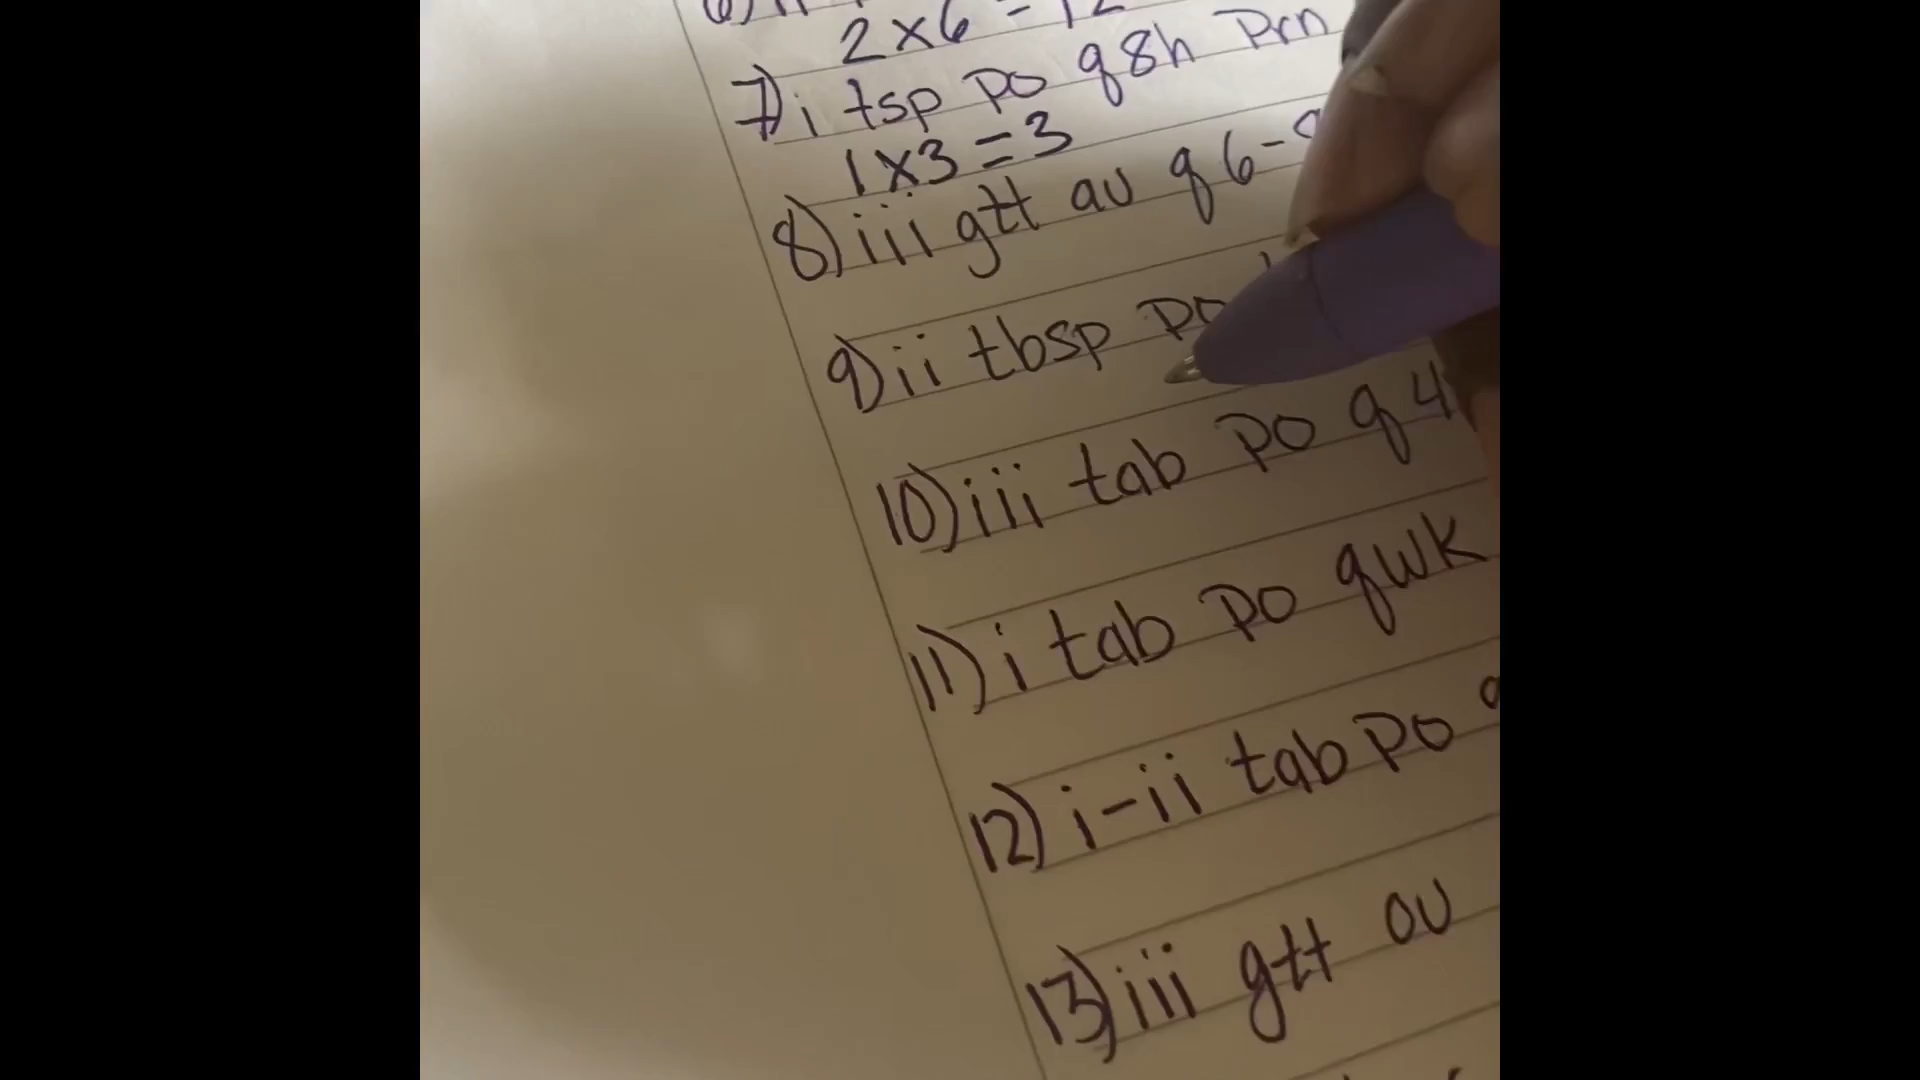 2x6=12
7) i tsp po q8h prn
1x3=3
8) iii gtt au q6-
9) ii tbsp po
10) iii tab po q4
11) i tab po qwk
12) i-ii tab po
13) iii gtt ou